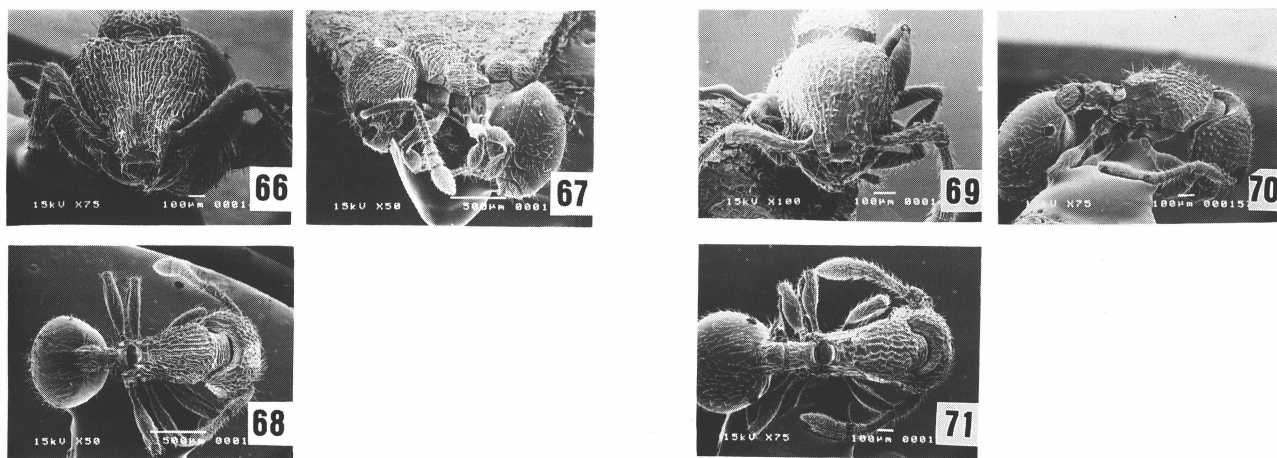 15kV X75 100µm 0001 66
15kV X50 500µm 0001 67
15kV X100 100µm 0001 69
15kV X75 100µm 00015 70
15kV X50 500µm 0001 68
15kV X75 100µm 0001 71